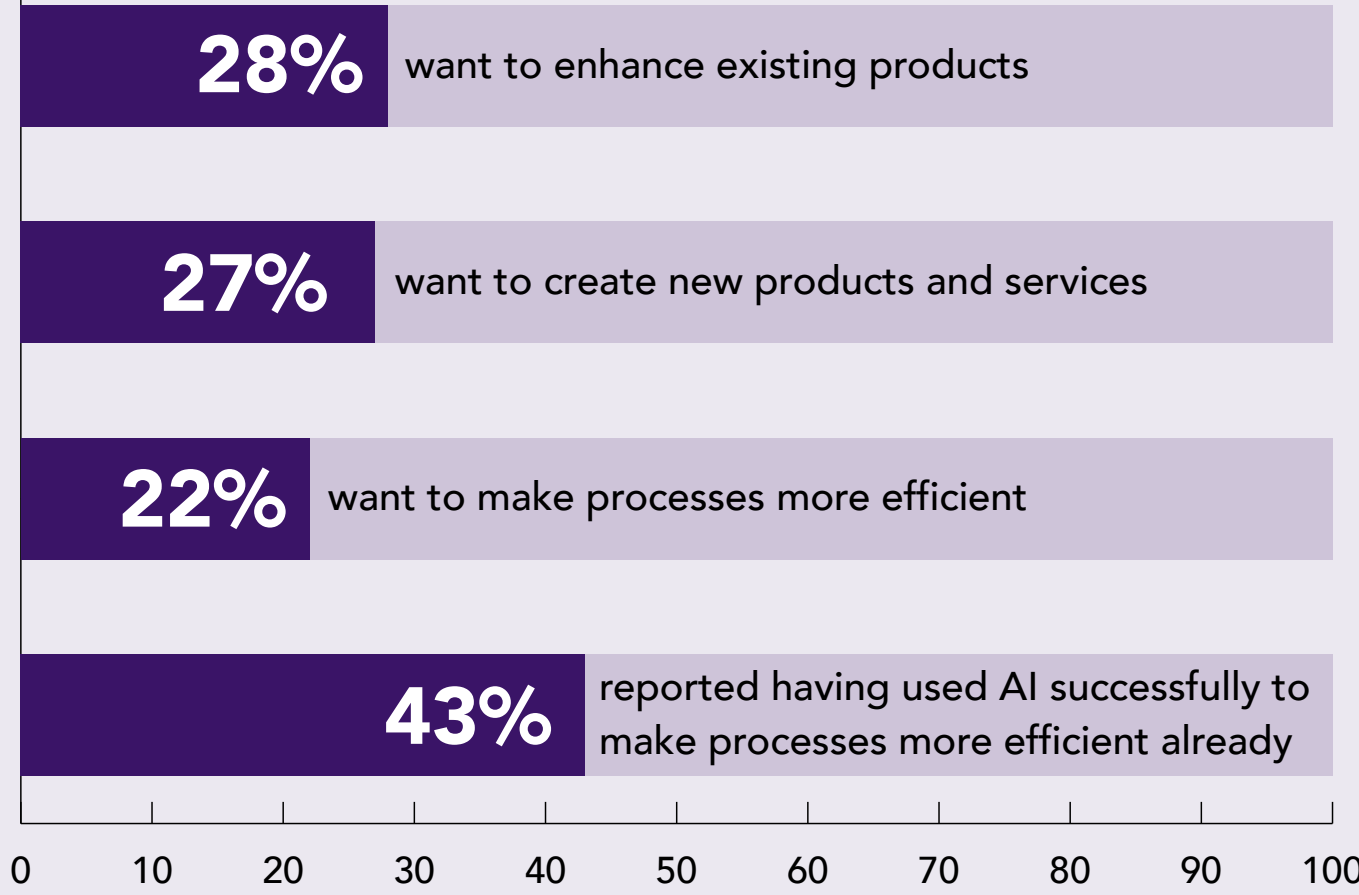 28% want to enhance existing products
27% want to create new products and services
22% want to make processes more efficient
43% reported having used AI successfully to
make processes more efficient already
0 10 20 30 40 50 60 70 80 90 100